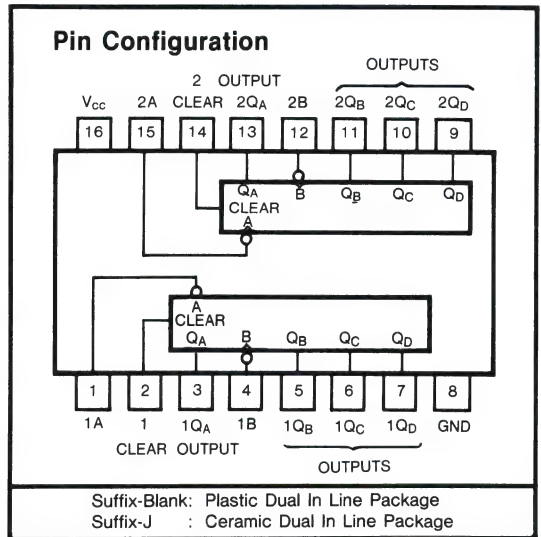 Pin Configuration
OUTPUTS
2 OUTPUT
Vcc 2A CLEAR 2QA 2B 2QB 2QC 2QD
16 15 14 13 12 11 10 9
QA B QB QC QD
CLEAR
A
A
CLEAR
QA B QB QC QD
1 2 3 4 5 6 7 8
1A 1 1QA 1B 1QB 1QC 1QD GND
CLEAR OUTPUT
OUTPUTS
Suffix-Blank: Plastic Dual In Line Package
Suffix-J : Ceramic Dual In Line Package